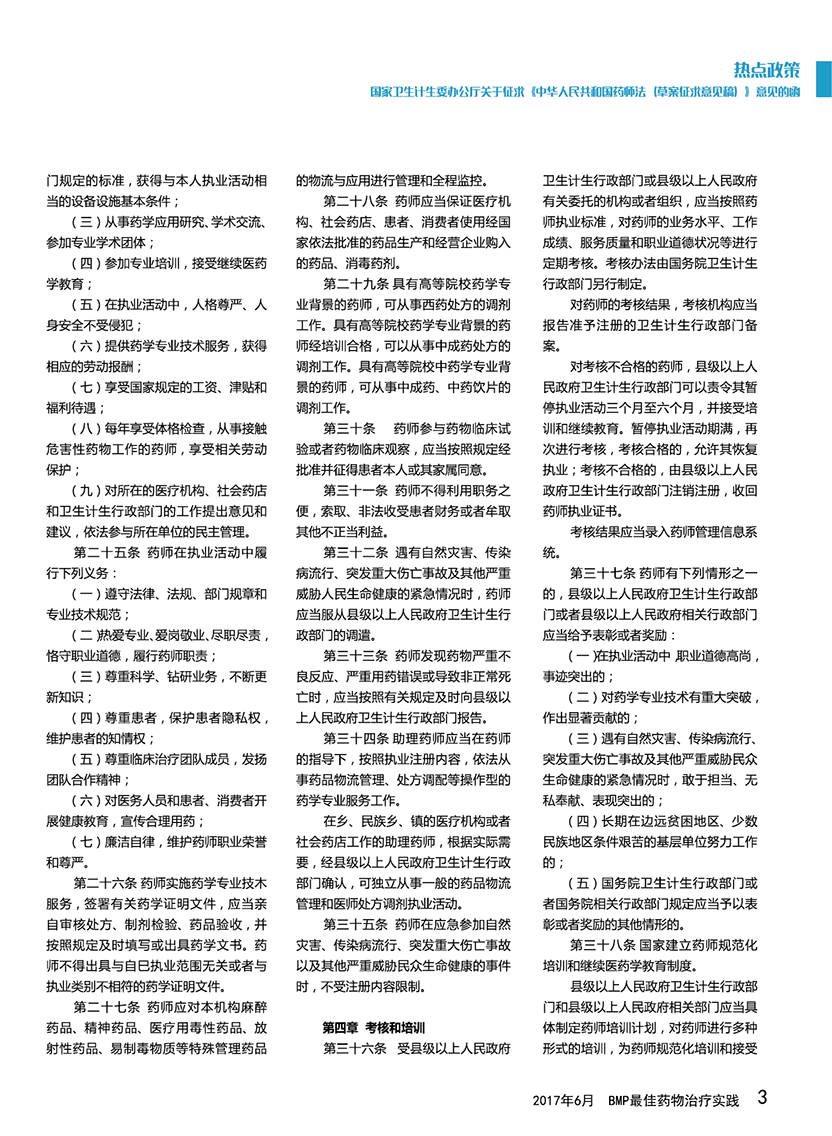 热点政策
国家卫生计生委办公厅关于征求《中华人民共和国药师法（草案征求意见稿）》意见的函
门规定的标准，获得与本人执业活动相
当的设备设施基本条件；
（三）从事药学应用研究、学术交流、
参加专业学术团体；
（四）参加专业培训，接受继续医药
学教育；
（五）在执业活动中，人格尊严、人
身安全不受侵犯；
（六）提供药学专业技术服务，获得
相应的劳动报酬；
（七）享受国家规定的工资、津贴和
福利待遇；
（八）每年享受体格检查，从事接触
危害性药物工作的药师，享受相关劳动
保护；
（九）对所在的医疗机构、社会药店
和卫生计生行政部门的工作提出意见和
建议，依法参与所在单位的民主管理。
第二十五条 药师在执业活动中履
行下列义务：
（一）遵守法律、法规、部门规章和
专业技术规范；
（二）热爱专业、爱岗敬业、尽职尽责，
恪守职业道德，履行药师职责；
（三）尊重科学、钻研业务，不断更
新知识；
（四）尊重患者，保护患者隐私权，
维护患者的知情权；
（五）尊重临床治疗团队成员，发扬
团队合作精神；
（六）对医务人员和患者、消费者开
展健康教育，宣传合理用药；
（七）廉洁自律，维护药师职业荣誉
和尊严。
第二十六条 药师实施药学专业技木
服务，签署有关药学证明文件，应当亲
自审核处方、制剂检验、药品验收，并
按照规定及时填写或出具药学文书。药
师不得出具与自巳执业范围无关或者与
执业类别不相符的药学证明文件。
第二十七条 药师应对本机构麻醉
药品、精神药品、医疗用毒性药品、放
射性药品、易制毒物质等特殊管理药品
的物流与应用进行管理和全程监控。
第二十八条 药师应当保证医疗机
构、社会药店、患者、消费者使用经国
家依法批准的药品生产和经营企业购入
的药品、消毒药剂。
第二十九条 具有高等院校药学专
业背景的药师，可从事西药处方的调剂
工作。具有高等院校药学专业背景的药
师经培训合格，可以从事中成药处方的
调剂工作。具有高等院校中药学专业背
景的药师，可从事中成药、中药饮片的
调剂工作。
第三十条 药师参与药物临床试
验或者药物临床观察，应当按照规定经
批准并征得患者本人或其家属同意。
第三十一条 药师不得利用职务之
便，索取、非法收受患者财务或者牟取
其他不正当利益。
第三十二条 遇有自然灾害、传染
病流行、突发重大伤亡事故及其他严重
威胁人民生命健康的紧急情况时，药师
应当服从县级以上人民政府卫生计生行
政部门的调遣。
第三十三条 药师发现药物严重不
良反应、严重用药错误或导致非正常死
亡时，应当按照有关规定及时向县级以
上人民政府卫生计生行政部门报告。
第三十四条 助理药师应当在药师
的指导下，按照执业注册内容，依法从
事药品物流管理、处方调配等操作型的
药学专业服务工作。
在乡、民族乡、镇的医疗机构或者
社会药店工作的助理药师，根据实际需
要，经县级以上人民政府卫生计生行政
部门确认，可独立从事一般的药品物流
管理和医师处方调剂执业活动。
第三十五条 药师在应急参加自然
灾害、传染病流行、突发重大伤亡事故
以及其他严重威胁民众生命健康的事件
时，不受注册内容限制。
第四章 考核和培训
第三十六条 受县级以上人民政府
卫生计生行政部门或县级以上人民政府
有关委托的机构或者组织，应当按照药
师执业标准，对药师的业务水平、工作
成绩、服务质量和职业道德状况等进行
定期考核。考核办法由国务院卫生计生
行政部门另行制定。
对药师的考核结果，考核机构应当
报告准予注册的卫生计生行政部门备
案。
对考核不合格的药师，县级以上人
民政府卫生计生行政部门可以责令其暂
停执业活动三个月至六个月，并接受培
训和继续教育。暂停执业活动期满，再
次进行考核，考核合格的，允许其恢复
执业；考核不合格的，由县级以上人民
政府卫生计生行政部门注销注册，收回
药师执业证书。
考核结果应当录入药师管理信息系
统。
第三十七条 药师有下列情形之一
的，县级以上人民政府卫生计生行政部
门或者县级以上人民政府相关行政部门
应当给予表彰或者奖励：
（一）在执业活动中，职业道德高尚，
事迹突出的；
（二）对药学专业技术有重大突破，
作出显著贡献的；
（三）遇有自然灾害、传染病流行、
突发重大伤亡事故及其他严重威胁民众
生命健康的紧急情况时，敢于担当、无
私奉献、表现突出的；
（四）长期在边远贫困地区、少数
民族地区条件艰苦的基层单位努力工作
的；
（五）国务院卫生计生行政部门或
者国务院相关行政部门规定应当予以表
彰或者奖励的其他情形的。
第三十八条 国家建立药师规范化
培训和继续医药学教育制度。
县级以上人民政府卫生计生行政部
门和县级以上人民政府相关部门应当具
体制定药师培训计划，对药师进行多种
形式的培训，为药师规范化培训和接受
2017年6月 BMP最佳药物治疗实践 3